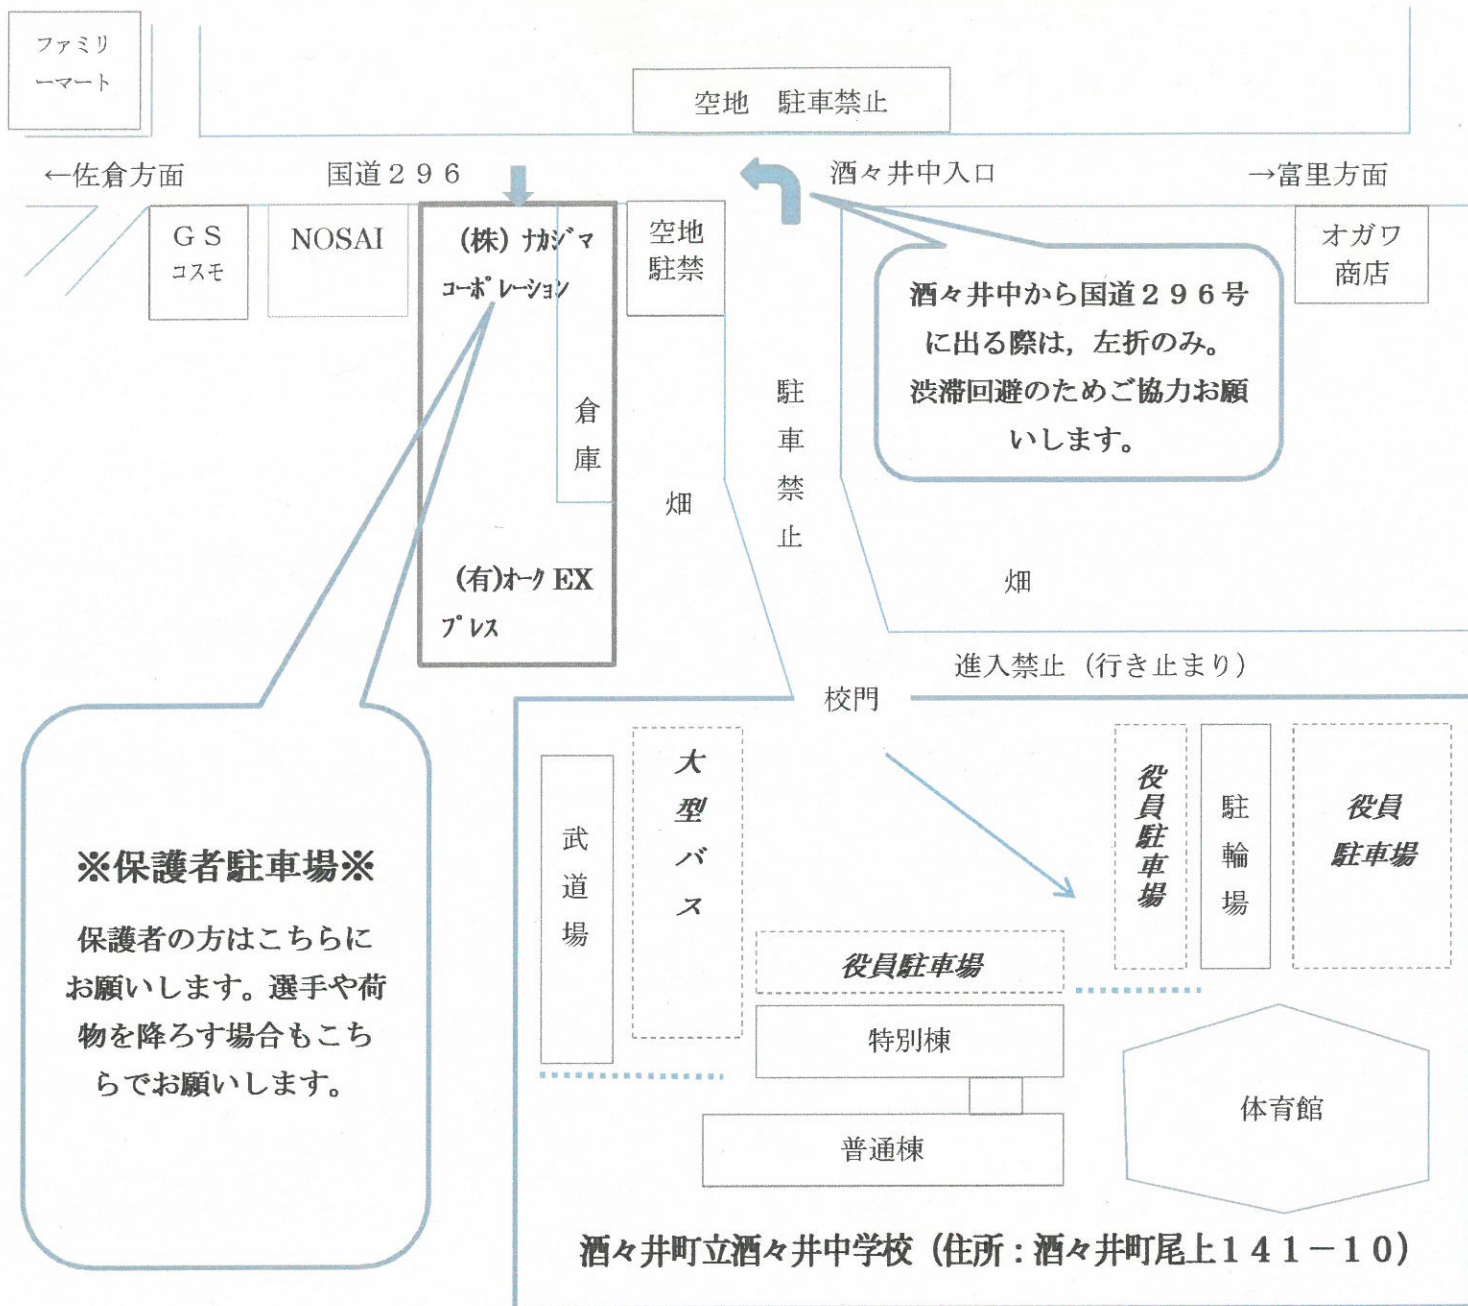 ファミリ
ーマート
空地　駐車禁止
←佐倉方面
国道２９６
酒々井中入口
→富里方面
ＧＳ
コスモ
NOSAI
(株) ﾅｶｼﾞﾏ
ｺｰﾎﾟﾚｰｼｮﾝ
倉庫
(有)ｵｰｸ EX
ﾌﾟﾚｽ
空地
駐禁
畑
駐車禁止
酒々井中から国道２９６号
に出る際は，左折のみ。
渋滞回避のためご協力お願
いします。
オガワ
商店
畑
進入禁止（行き止まり）
校門
※保護者駐車場※
保護者の方はこちらに
お願いします。選手や荷
物を降ろす場合もこち
らでお願いします。
武道場
大型バス
役員駐車場
駐輪場
役員
駐車場
役員駐車場
特別棟
普通棟
体育館
酒々井町立酒々井中学校（住所：酒々井町尾上１４１－１０）